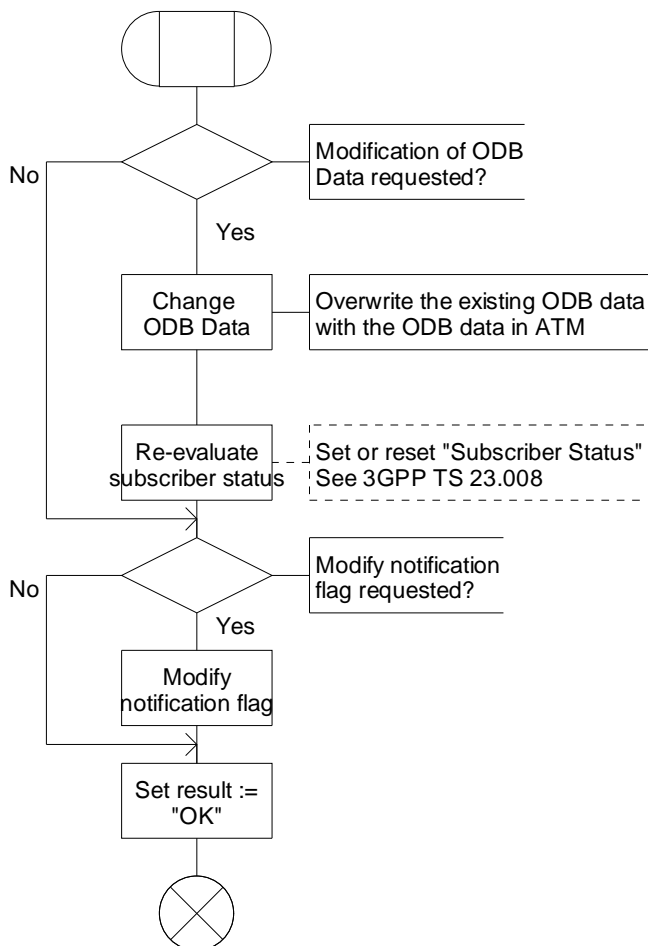 Modification of ODB
Data requested?
No
Yes
Change
ODB Data
Overwrite the existing ODB data
with the ODB data in ATM
Re-evaluate
subscriber status
Set or reset "Subscriber Status"
See 3GPP TS 23.008
Modify notification
flag requested?
No
Yes
Modify
notification flag
Set result :=
"OK"